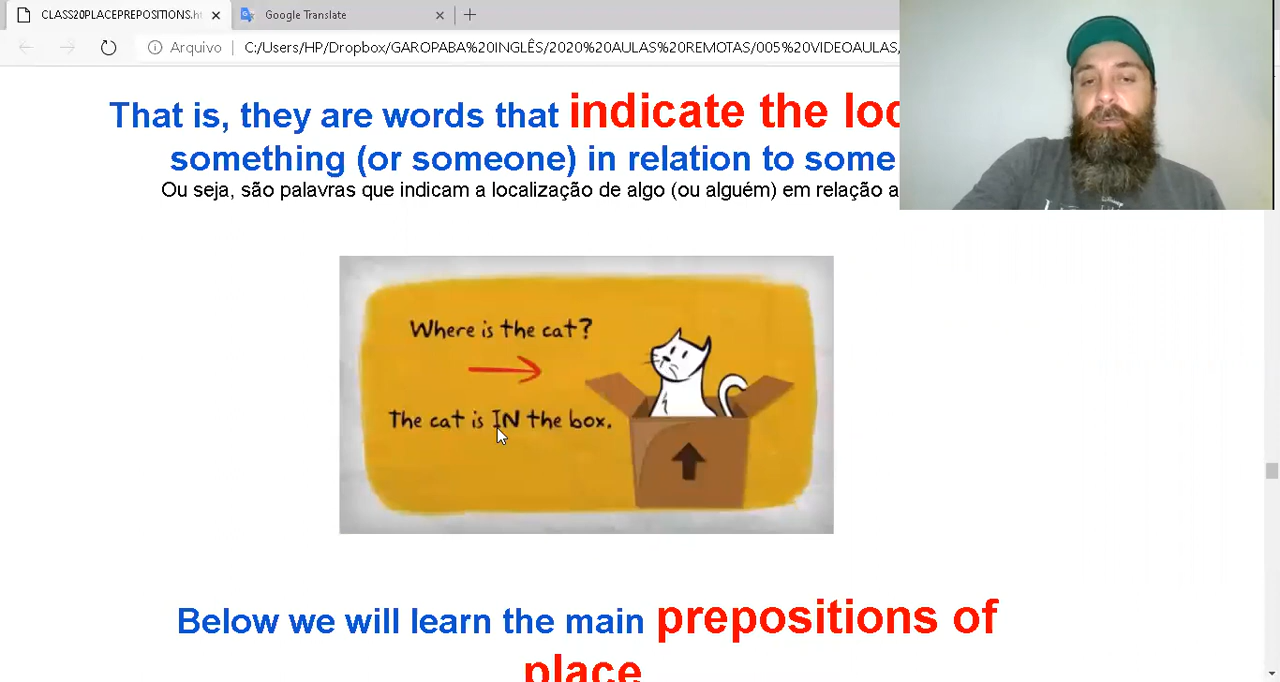 CLASS20PLACEPREPOSITIONS.h
Google Translate
Arquivo
C:/Users/HP/Dropbox/GAROPABA%20INGLÊS/2020%20AULAS%20REMOTAS/005%20VIDEOAULAS/
That is, they are words that indicate the loc
something (or someone) in relation to some
Ou seja, são palavras que indicam a localização de algo (ou alguém) em relação a
Where is the cat?
The cat is IN the box.
Below we will learn the main prepositions of
place